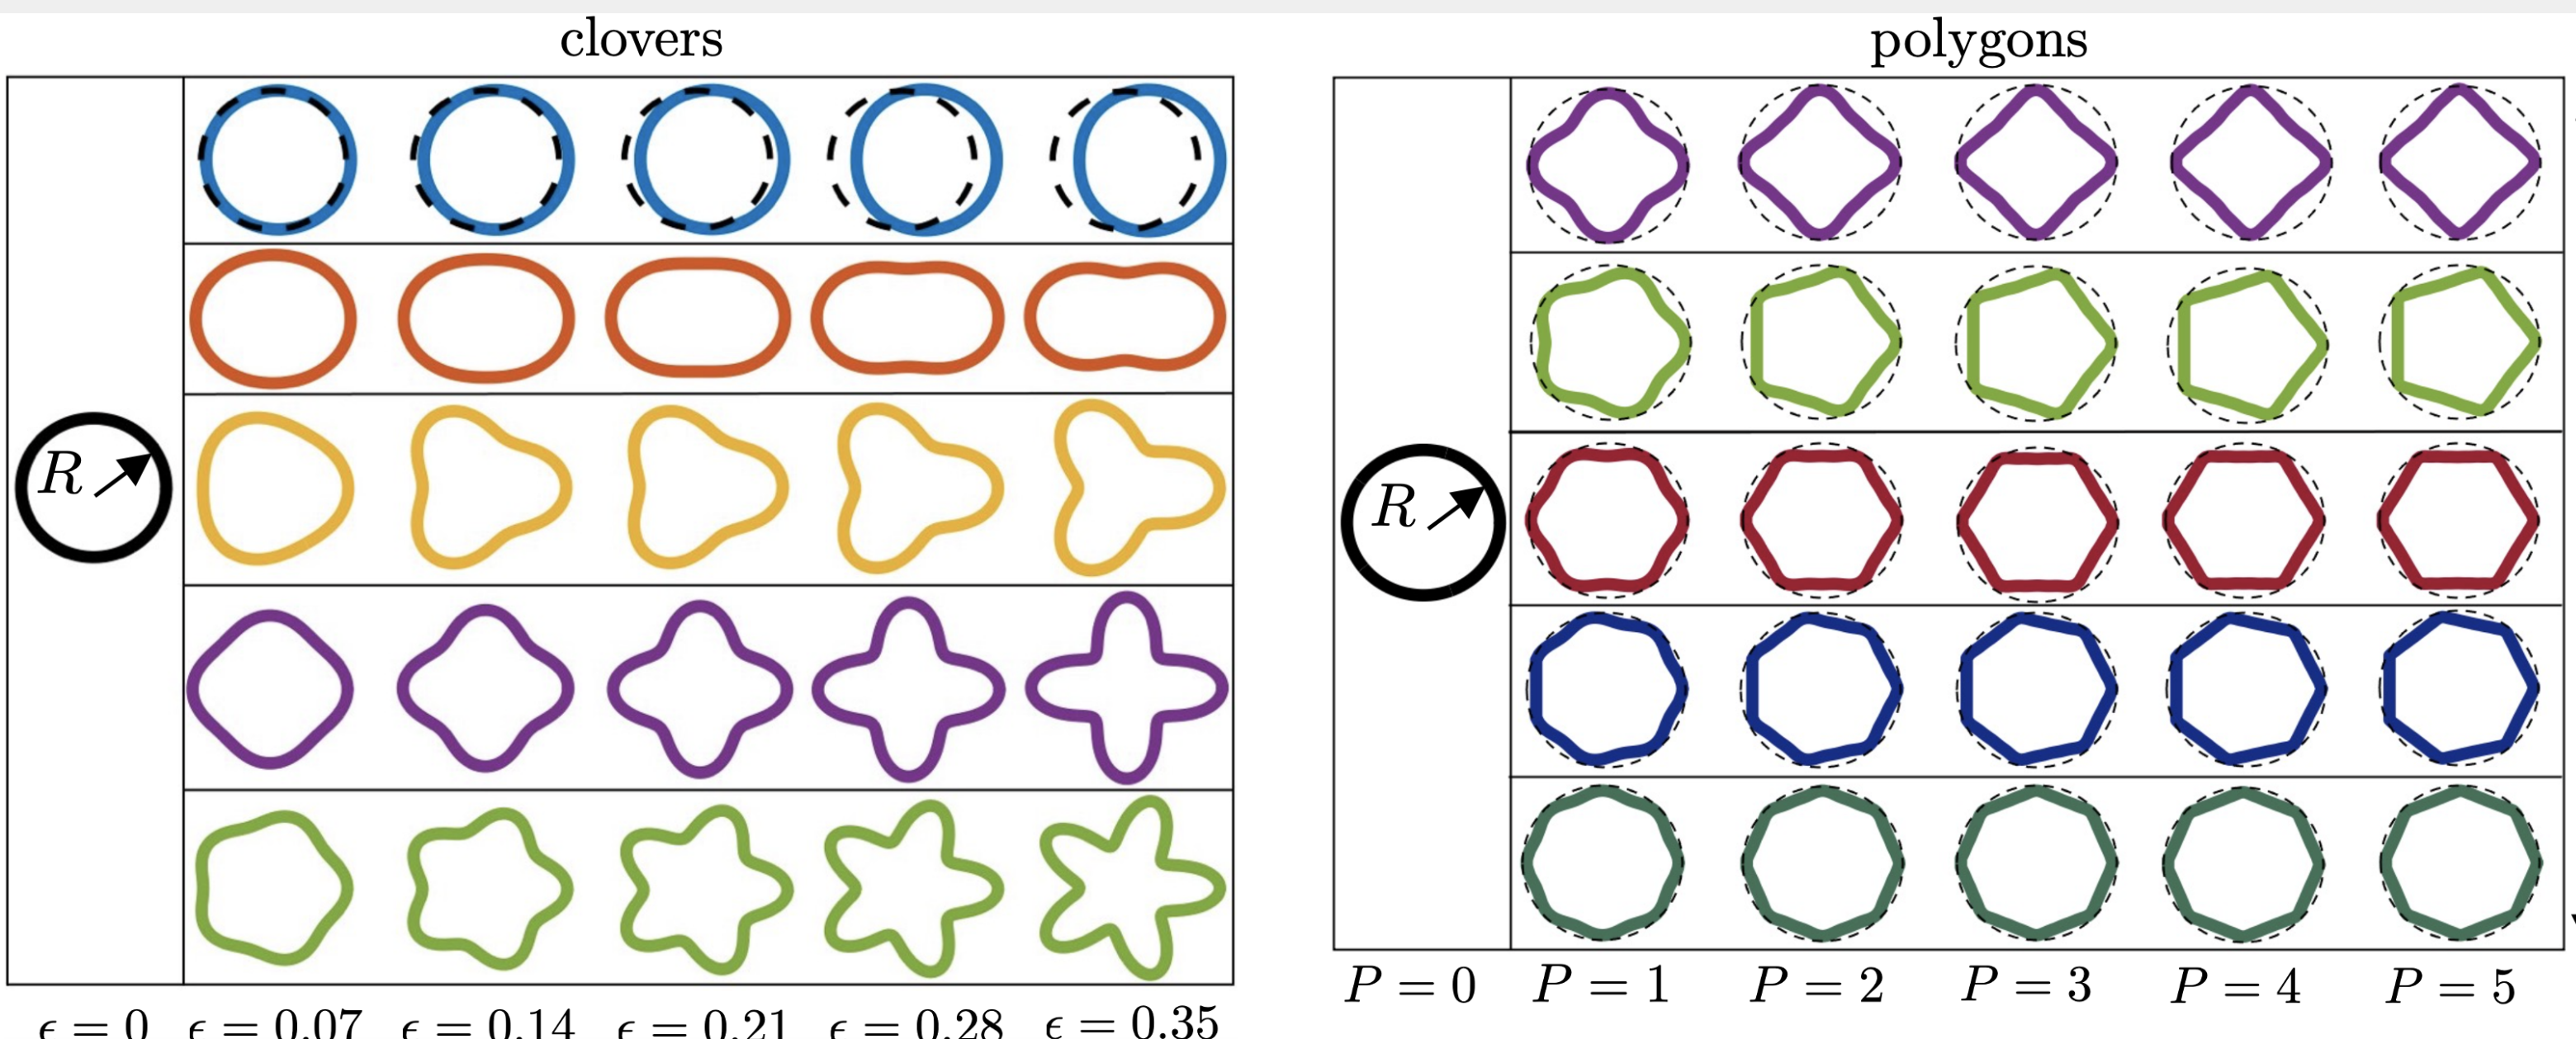 clovers
polygons
R
R
ϵ = 0 ϵ = 0.07 ϵ = 0.14 ϵ = 0.21 ϵ = 0.28 ϵ = 0.35
P = 0 P = 1 P = 2 P = 3 P = 4 P = 5